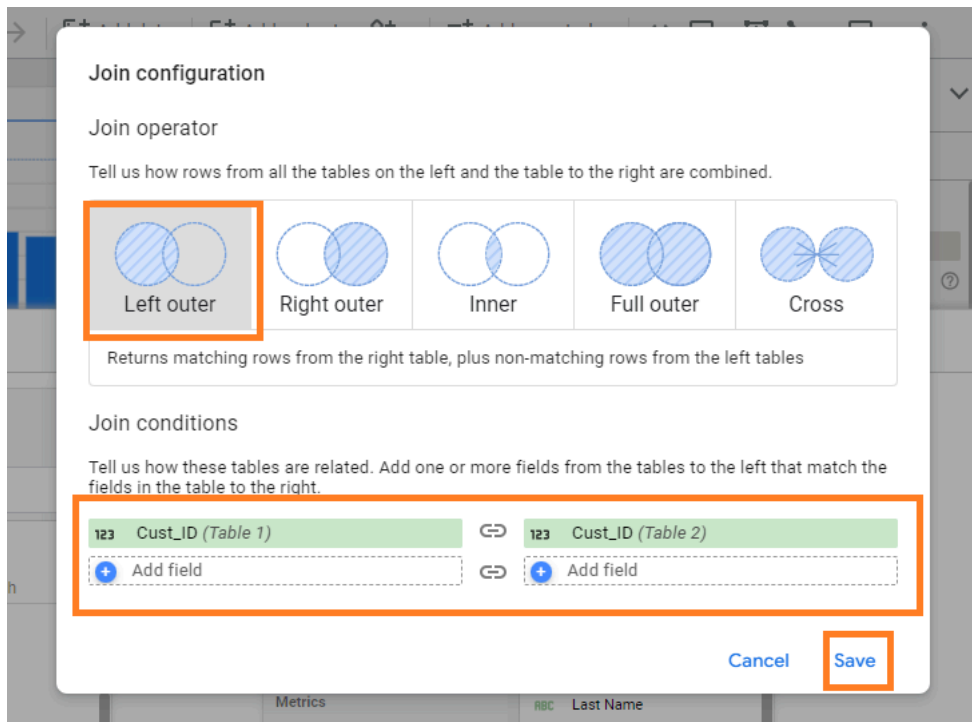 Join configuration
Join operator
Tell us how rows from all the tables on the left and the table to the right are combined.
Left outer
Right outer
Inner
Full outer
Cross
Returns matching rows from the right table, plus non-matching rows from the left tables
Join conditions
Tell us how these tables are related. Add one or more fields from the tables to the left that match the
fields in the table to the right.
123 Cust_ID (Table 1)
123 Cust_ID (Table 2)
Add field
Add field
Cancel
Save
Metrics
ABC Last Name